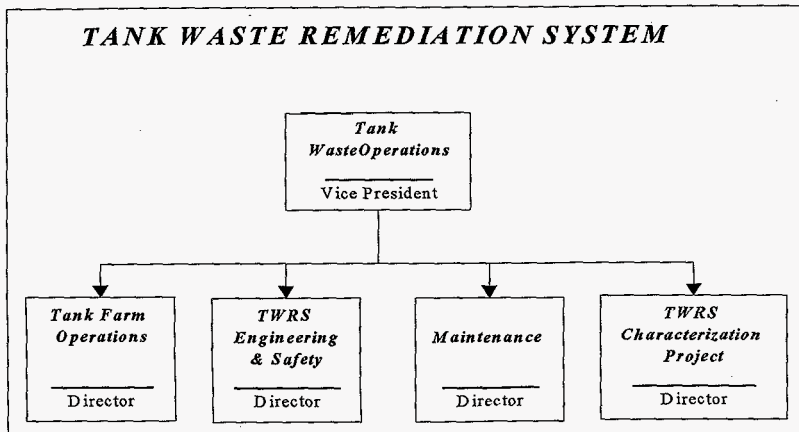 TANK WASTE REMEDIATION SYSTEM
Tank
WasteOperations
Vice President
Tank Farm
Operations
Director
TWRS
Engineering
& Safety
Director
Maintenance
Director
TWRS
Characterization
Project
Director